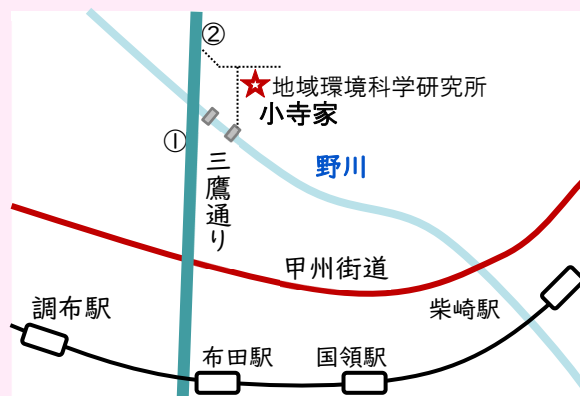 ②
地域環境科学研究所
小寺家
①
三鷹通り
野川
甲州街道
調布駅
柴崎駅
布田駅
国領駅